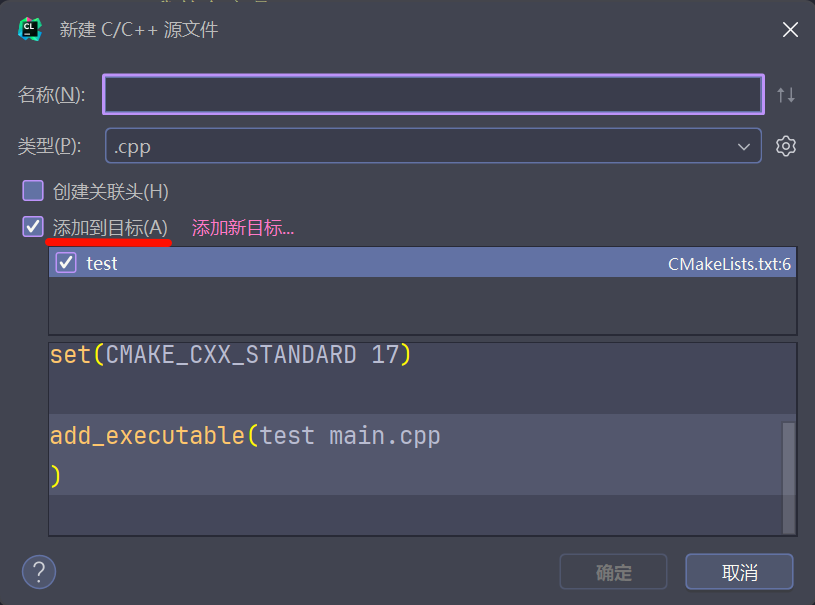 CL
新建 C/C++ 源文件
名称(N):
类型(P):
.cpp
创建关联头(H)
添加到目标(A) 添加新目标...
test CMakeLists.txt:6
set(CMAKE_CXX_STANDARD 17)
add_executable(test main.cpp
)
?
确定 取消